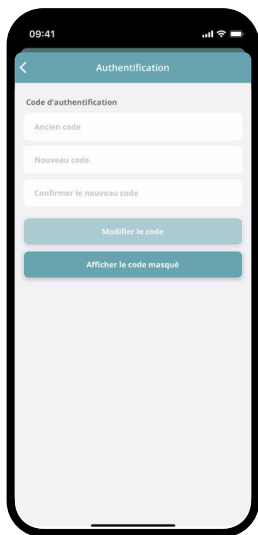 09:41
Authentification
Code d'authentification
Ancien code
Nouveau code
Confirmer le nouveau code
Modifier le code
Afficher le code masqué